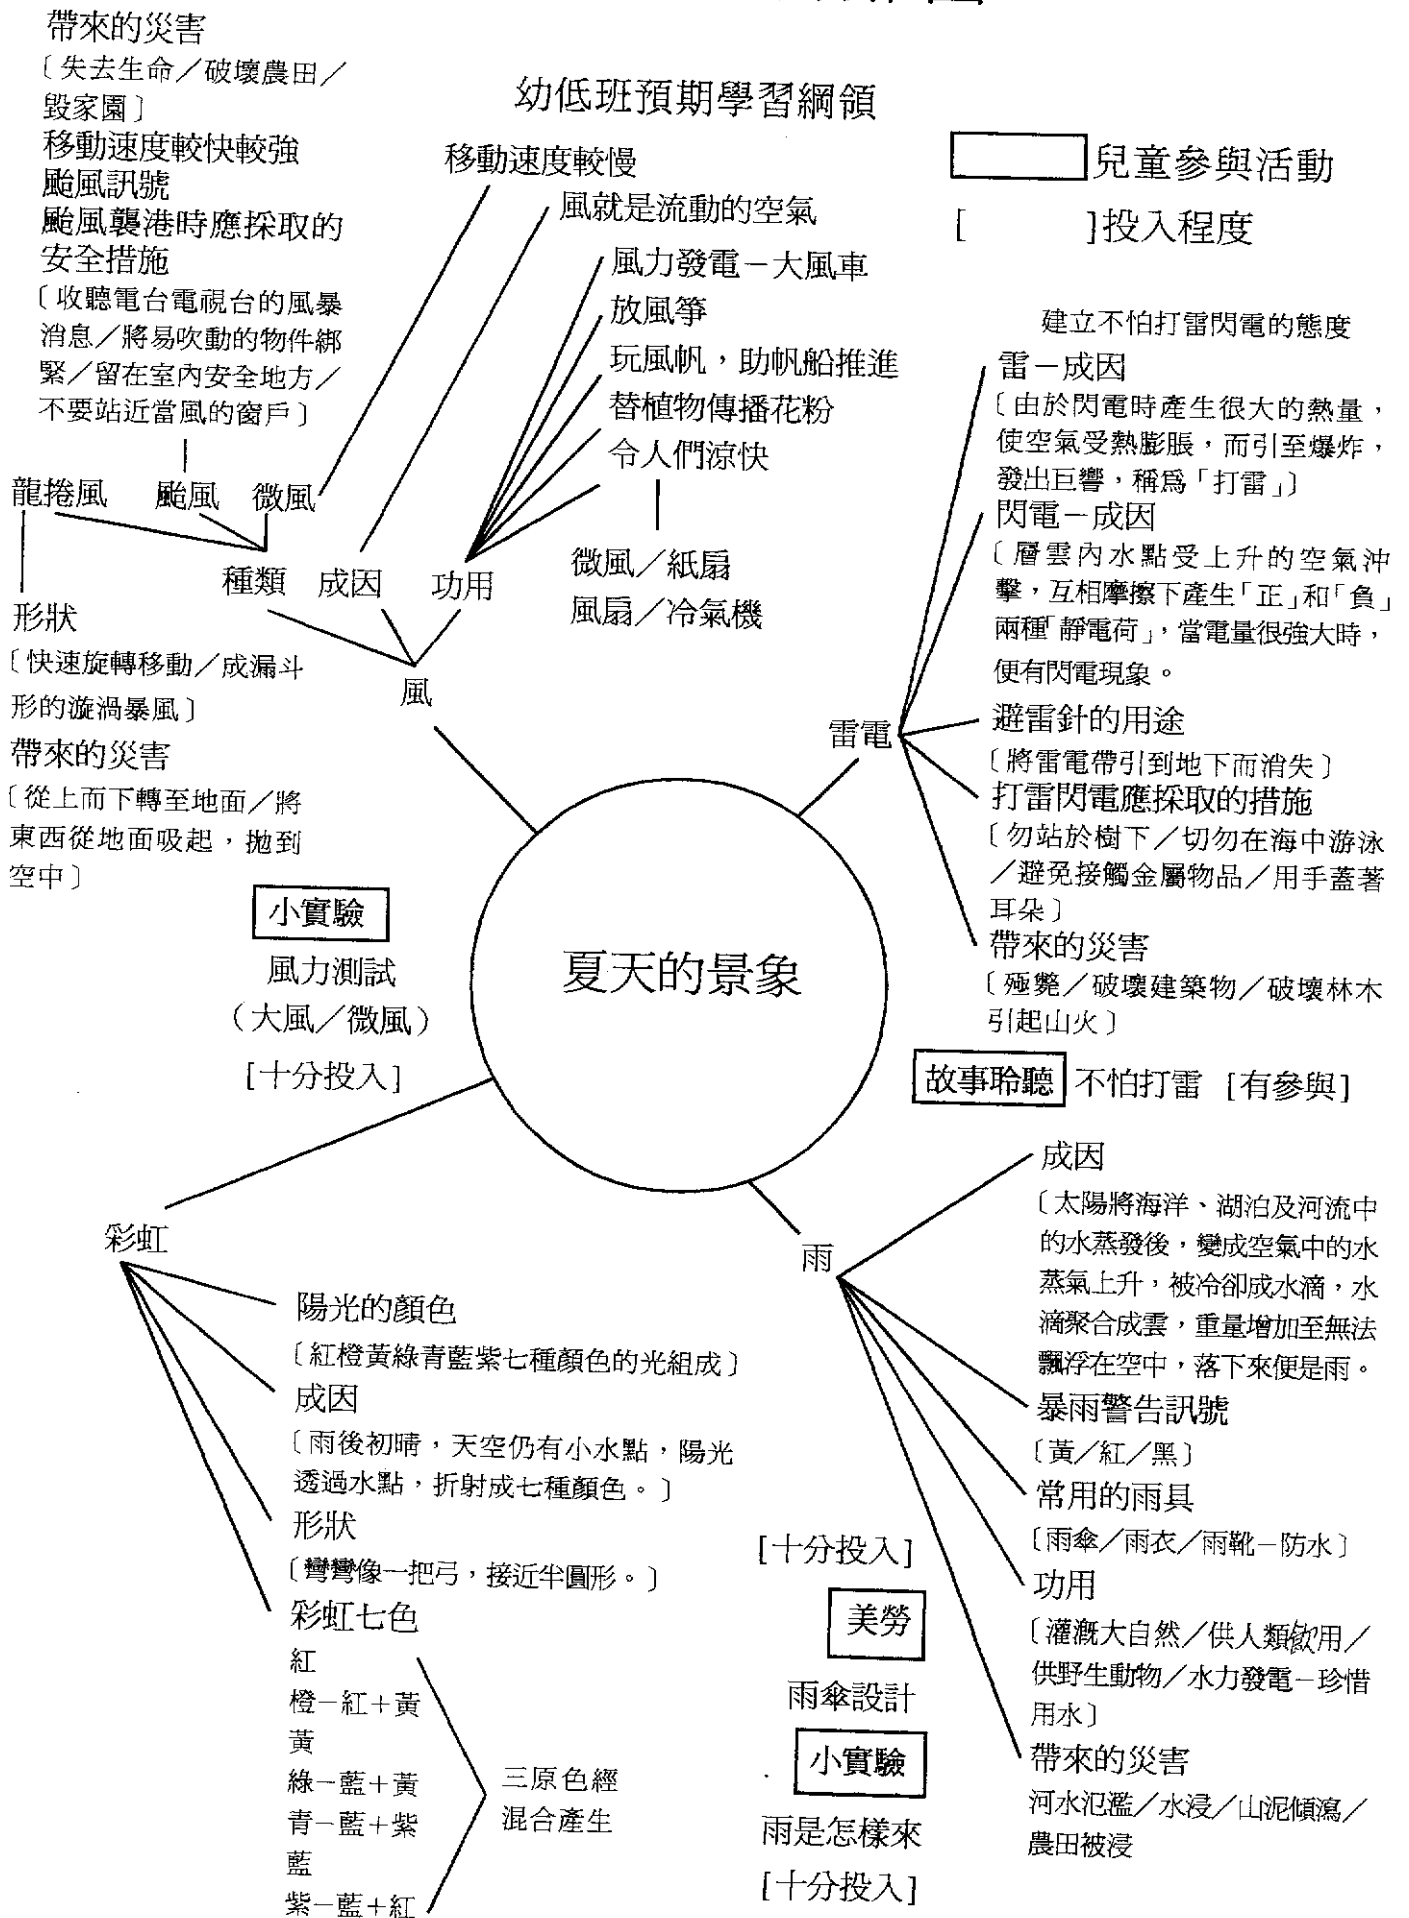 幼低班預期學習綱領
兒童參與活動
[　　　]投入程度
帶來的災害
〔失去生命／破壞農田／
毀家園〕
移動速度較快較強
颱風訊號
颱風襲港時應採取的
安全措施
〔收聽電台電視台的風暴
消息／將易吹動的物件綁
緊／留在室內安全地方／
不要站近當風的窗戶〕
移動速度較慢
風就是流動的空氣
風力發電－大風車
放風箏
玩風帆，助帆船推進
替植物傳播花粉
令人們涼快
微風／紙扇
風扇／冷氣機
龍捲風
颱風
微風
種類
成因
功用
風
形狀
〔快速旋轉移動／成漏斗
形的漩渦暴風〕
帶來的災害
〔從上而下轉至地面／將
東西從地面吸起，拋到
空中〕
小實驗
風力測試
（大風／微風）
[十分投入]
夏天的景象
雷電
建立不怕打雷閃電的態度
雷－成因
〔由於閃電時產生很大的熱量，
使空氣受熱膨脹，而引至爆炸，
發出巨響，稱爲「打雷」〕
閃電－成因
〔層雲內水點受上升的空氣沖
擊，互相摩擦下產生「正」和「負」
兩種「靜電荷」，當電量很強大時，
便有閃電現象。
避雷針的用途
〔將雷電帶引到地下而消失〕
打雷閃電應採取的措施
〔勿站於樹下／切勿在海中游泳
／避免接觸金屬物品／用手蓋著
耳朵〕
帶來的災害
〔殛斃／破壞建築物／破壞林木
引起山火〕
故事聆聽 不怕打雷 [有參與]
彩虹
陽光的顏色
〔紅橙黃綠青藍紫七種顏色的光組成〕
成因
〔雨後初晴，天空仍有小水點，陽光
透過水點，折射成七種顏色。〕
形狀
〔彎彎像一把弓，接近半圓形。〕
彩虹七色
紅
橙－紅＋黃
黃
綠－藍＋黃
青－藍＋紫
藍
紫－藍＋紅
三原色經
混合產生
雨
成因
〔太陽將海洋、湖泊及河流中
的水蒸發後，變成空氣中的水
蒸氣上升，被冷卻成水滴，水
滴聚合成雲，重量增加至無法
飄浮在空中，落下來便是雨。
暴雨警告訊號
〔黃／紅／黑〕
常用的雨具
〔雨傘／雨衣／雨靴－防水〕
功用
〔灌溉大自然／供人類飲用／
供野生動物／水力發電－珍惜
用水〕
帶來的災害
河水氾濫／水浸／山泥傾瀉／
農田被浸
[十分投入]
美勞
雨傘設計
小實驗
雨是怎樣來
[十分投入]